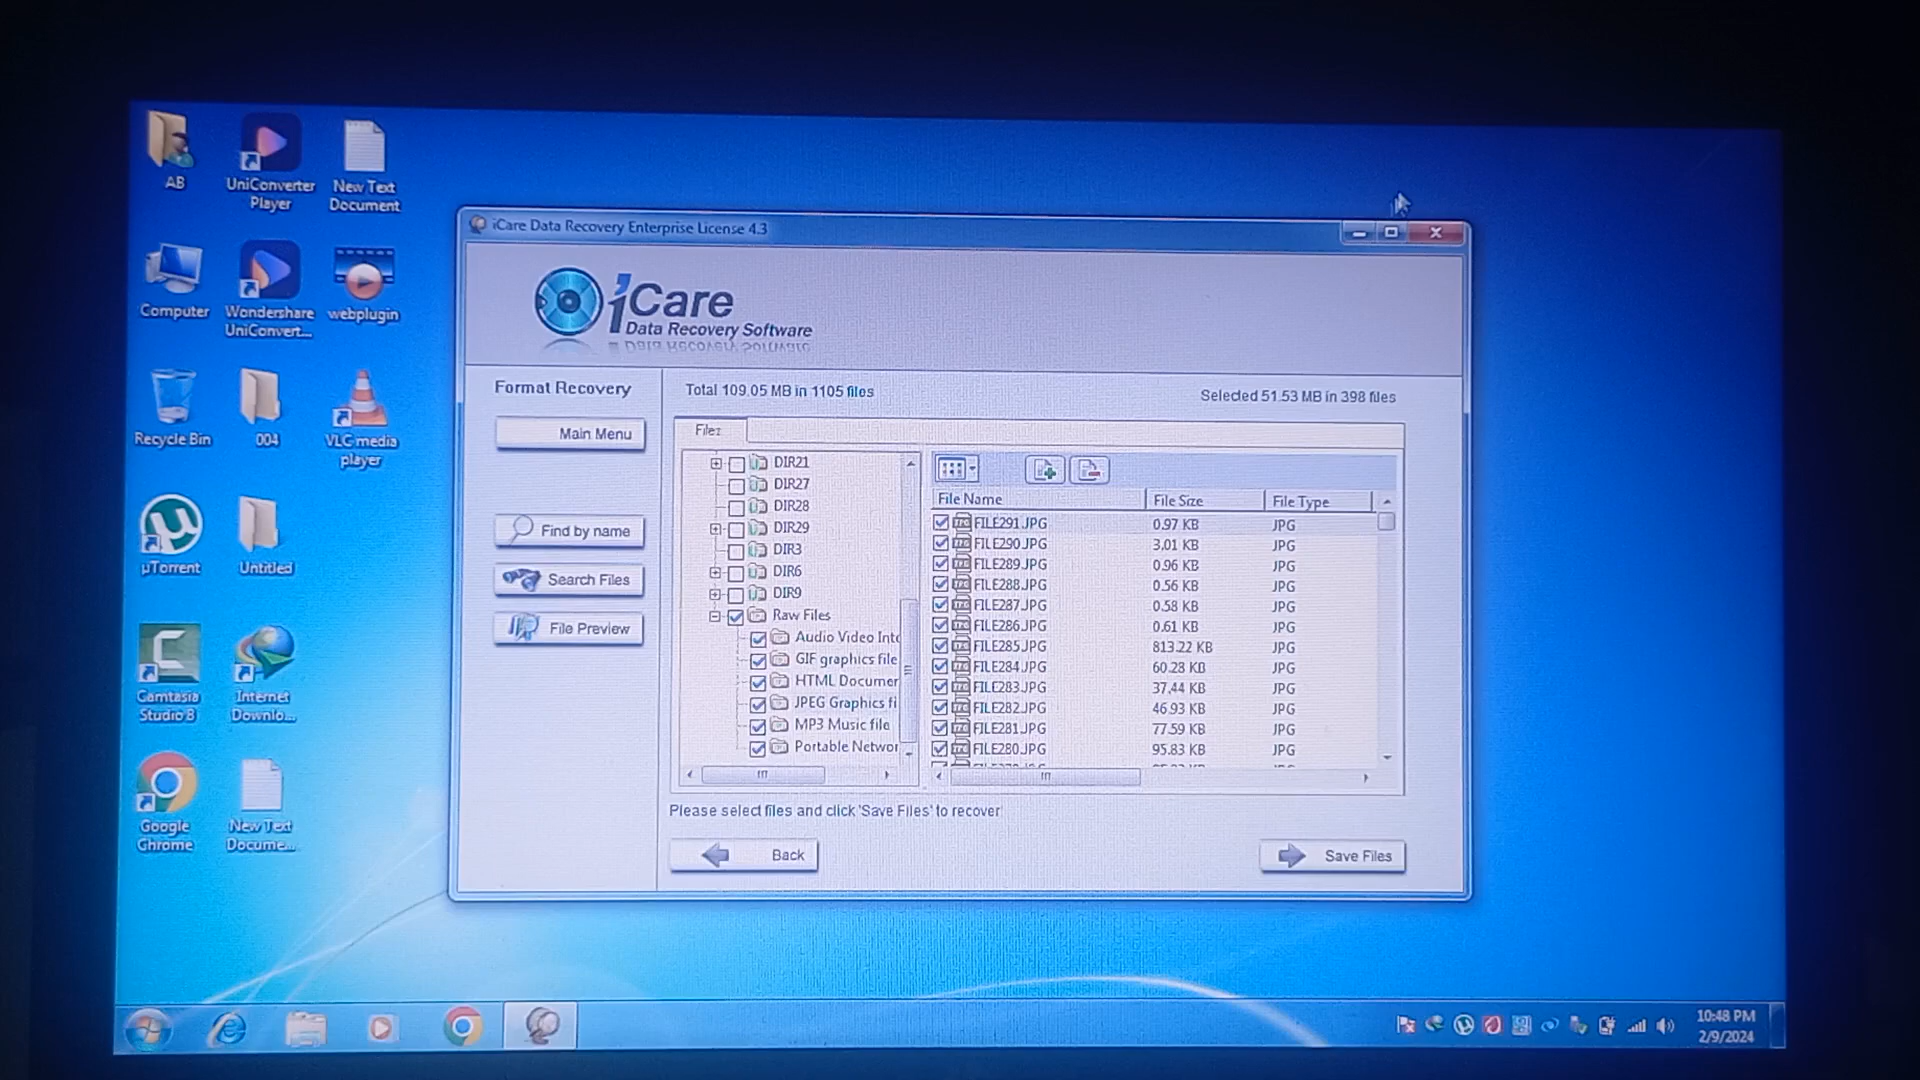 AB
UniConverter
Player
New Text
Document
Computer
Wondershare
UniConvert...
webplugin
Recycle Bin
004
VLC media
player
µTorrent
Untitled
Camtasia
Studio 8
Internet
Downlo...
Google
Chrome
New Text
Docume...
iCare Data Recovery Enterprise License 4.3
iCare
Data Recovery Software
Format Recovery
Main Menu
Find by name
Search Files
File Preview
Total 109.05 MB in 1105 files
Selected 51.53 MB in 398 files
Files
DIR21
DIR27
DIR28
DIR29
DIR3
DIR6
DIR9
Raw Files
Audio Video Inte
GIF graphics file
HTML Documen
JPEG Graphics fi
MP3 Music file
Portable Networ
File Name File Size File Type
FILE291.JPG 0.97 KB JPG
FILE290.JPG 3.01 KB JPG
FILE289.JPG 0.96 KB JPG
FILE288.JPG 0.56 KB JPG
FILE287.JPG 0.58 KB JPG
FILE286.JPG 0.61 KB JPG
FILE285.JPG 813.22 KB JPG
FILE284.JPG 60.28 KB JPG
FILE283.JPG 37.44 KB JPG
FILE282.JPG 46.93 KB JPG
FILE281.JPG 77.59 KB JPG
FILE280.JPG 95.83 KB JPG
Please select files and click 'Save Files' to recover
Back
Save Files
10:48 PM
2/9/2024